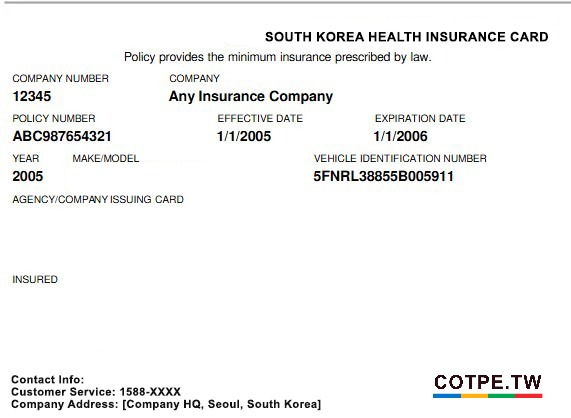 SOUTH KOREA HEALTH INSURANCE CARD
Policy provides the minimum insurance prescribed by law.
COMPANY NUMBER COMPANY
12345 Any Insurance Company
POLICY NUMBER EFFECTIVE DATE EXPIRATION DATE
ABC987654321 1/1/2005 1/1/2006
YEAR MAKE/MODEL VEHICLE IDENTIFICATION NUMBER
2005 5FNRL38855B005911
AGENCY/COMPANY ISSUING CARD
INSURED
Contact Info:
Customer Service: 1588-XXXX
Company Address: [Company HQ, Seoul, South Korea]
COTPE.TW